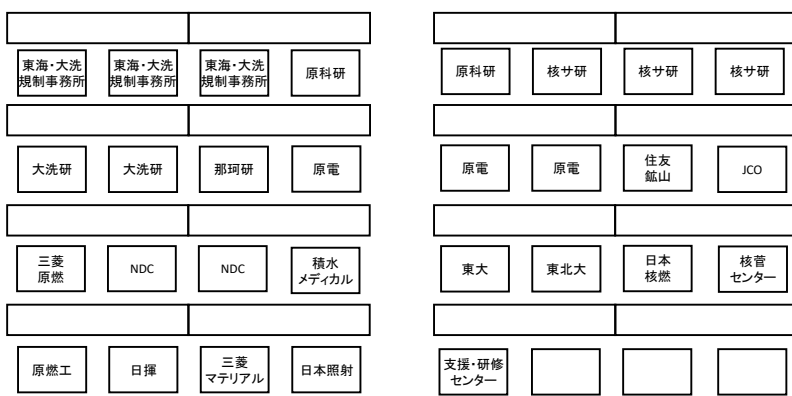 東海・大洗
規制事務所
東海・大洗
規制事務所
東海・大洗
規制事務所
原科研
原科研
核サ研
核サ研
核サ研
大洗研
大洗研
那珂研
原電
原電
原電
住友
鉱山
JCO
三菱
原燃
NDC
NDC
積水
メディカル
東大
東北大
日本
核燃
核菅
センター
原燃工
日揮
三菱
マテリアル
日本照射
支援・研修
センター